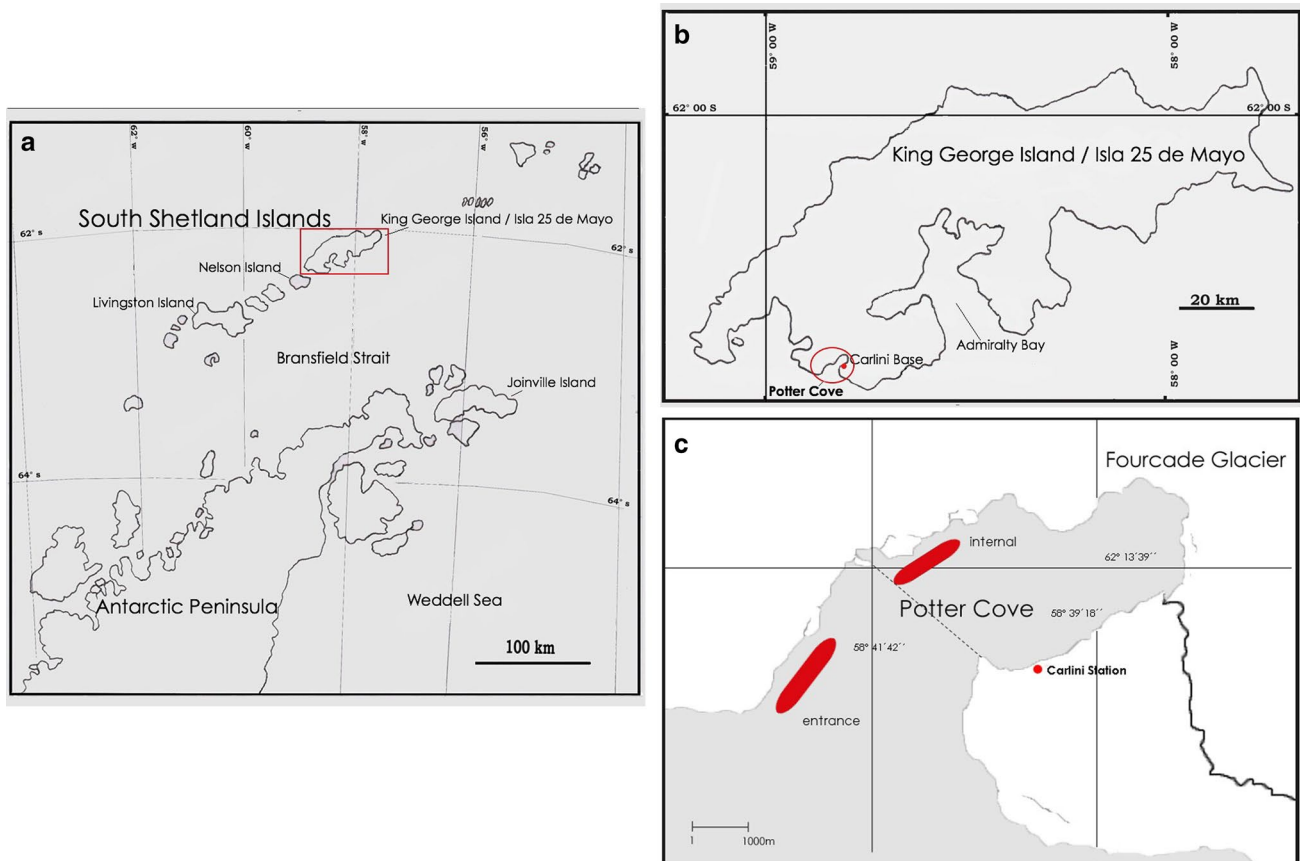 a
62° W
60° W
58° W
56° W
South Shetland Islands
King George Island / Isla 25 de Mayo
62° s
62° s
Nelson Island
Livingston Island
Bransfield Strait
Joinville Island
64° s
64° s
Antarctic Peninsula
Weddell Sea
100 km
b
59° 00 W
58° 00 W
62° 00 S
62° 00 S
King George Island / Isla 25 de Mayo
20 km
Admiralty Bay
Carlini Base
58° 00 W
Potter Cove
c
Fourcade Glacier
internal
62° 13´39´´
Potter Cove
58° 39´18´´
58° 41´42´´
Carlini Station
entrance
1 1000m